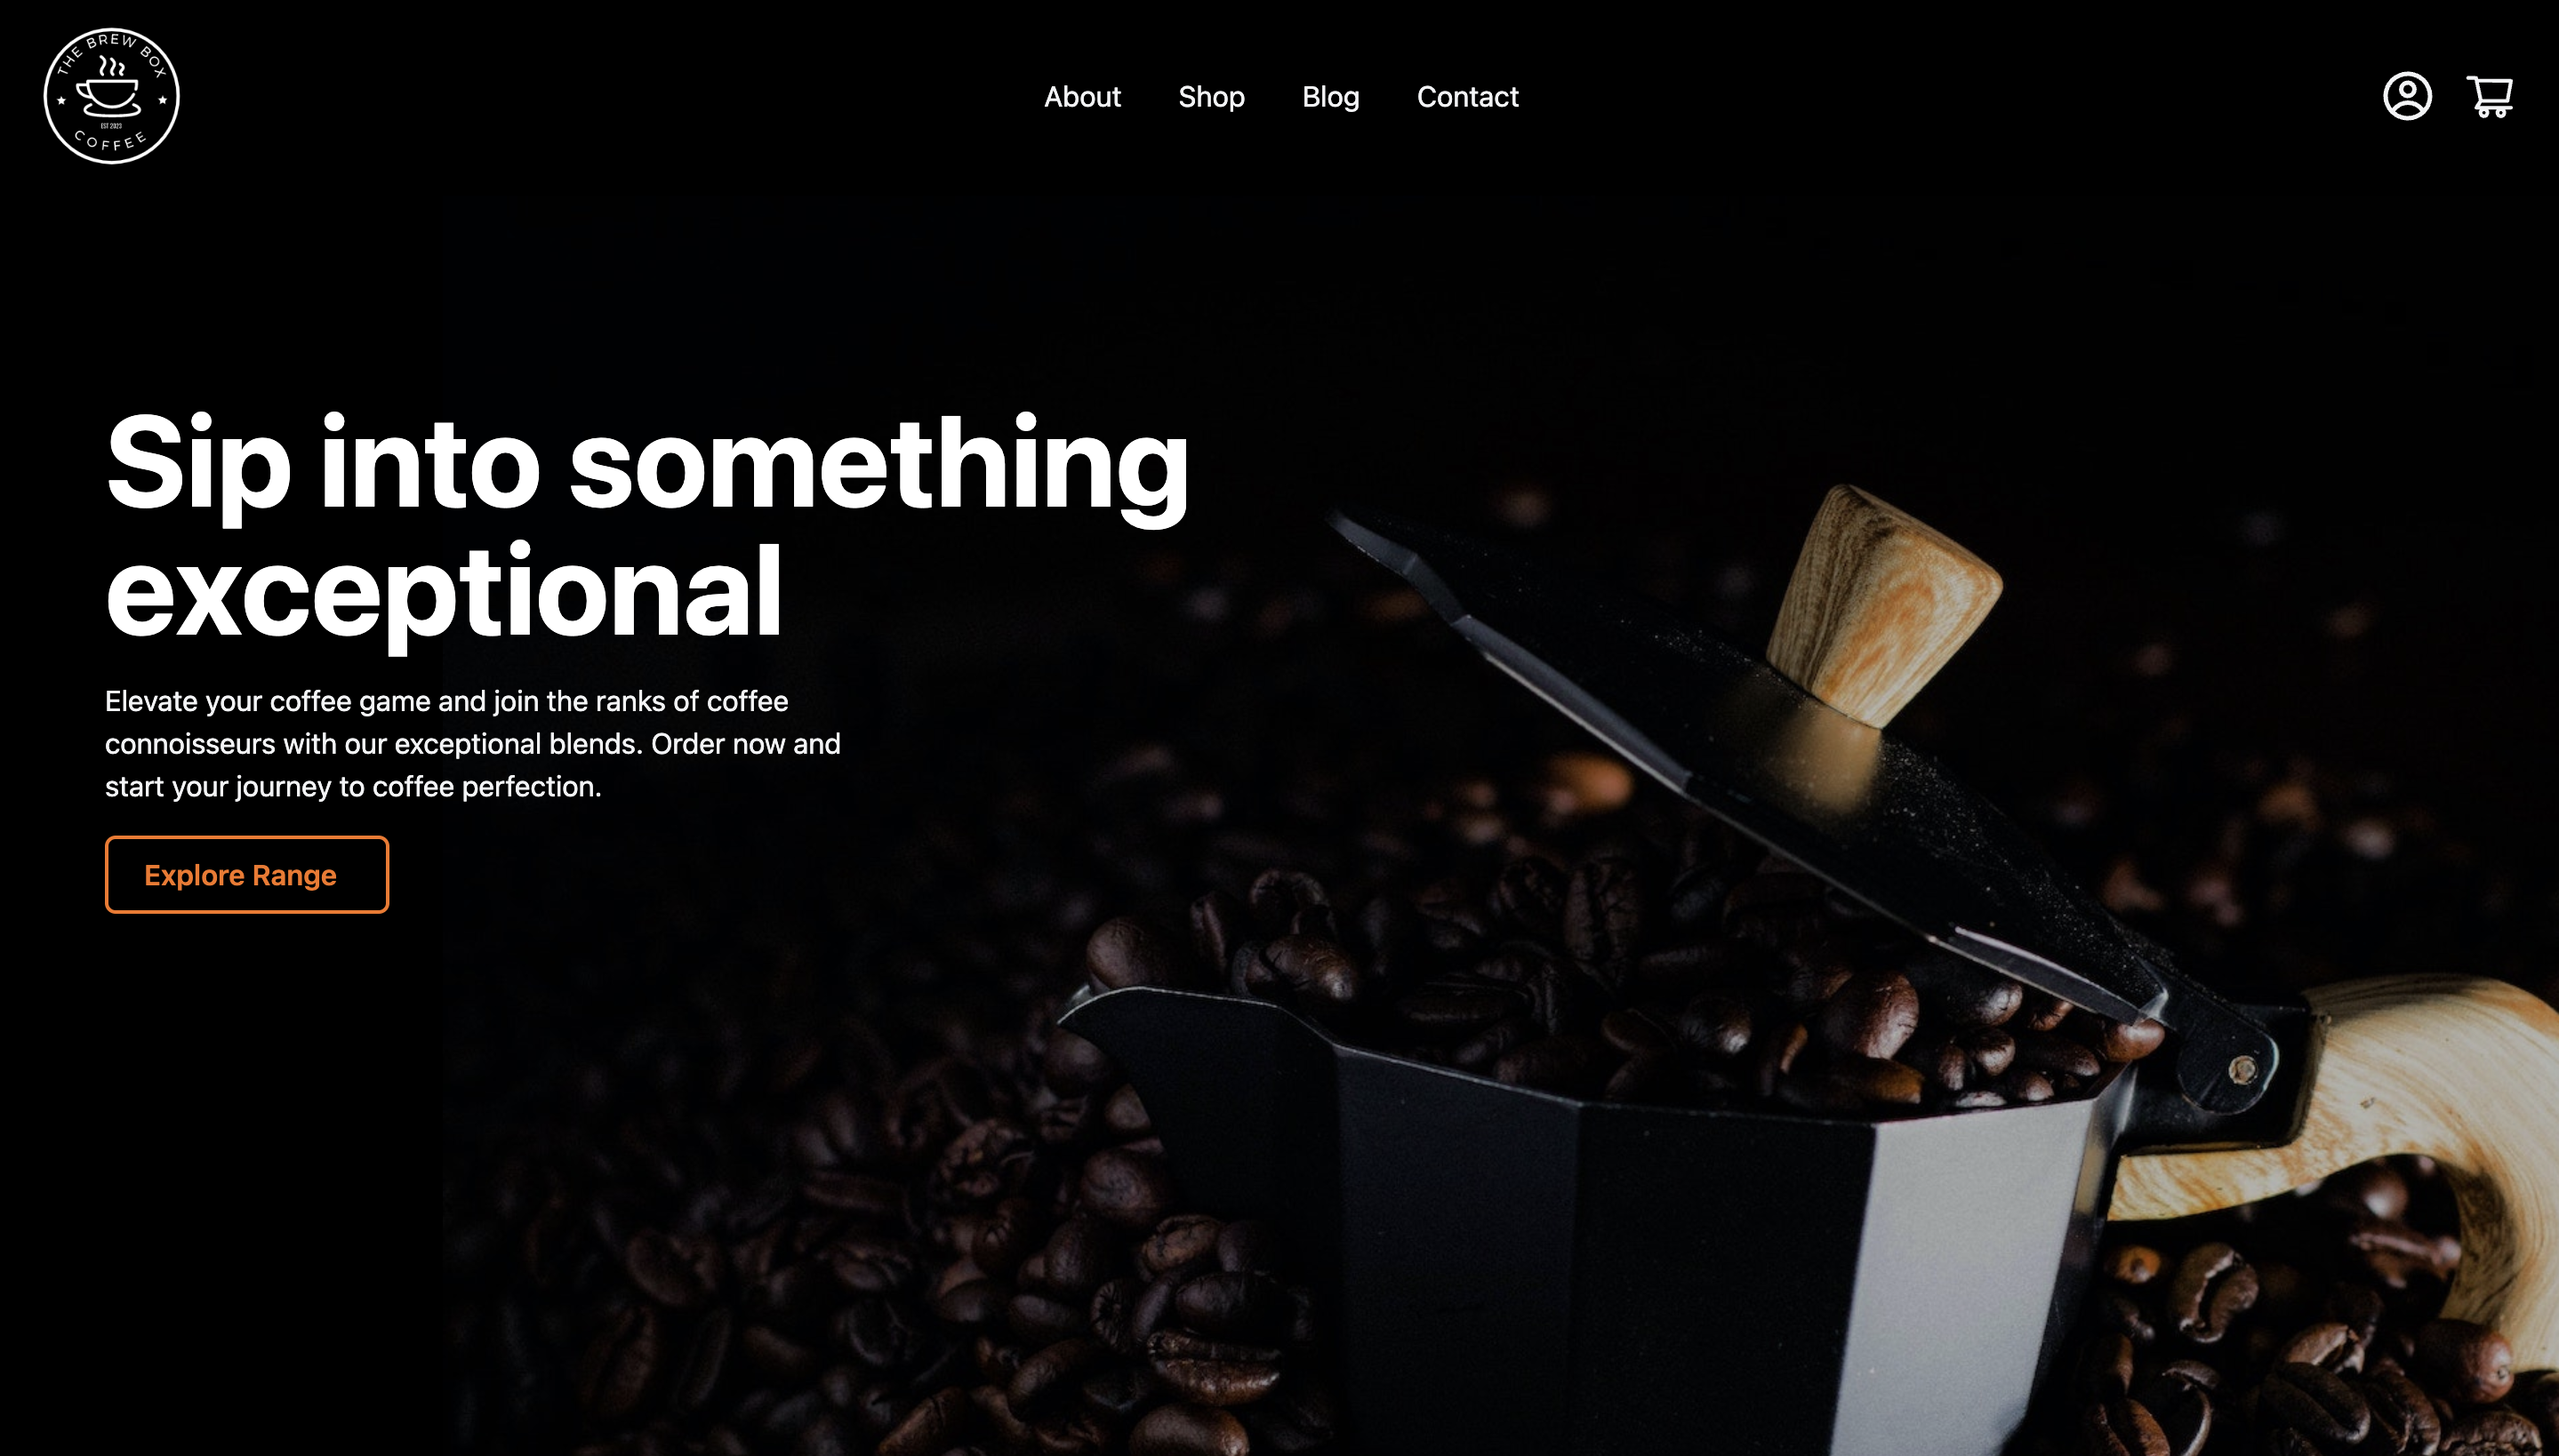 THE BREW BOX
EST 2023
COFFEE
About Shop Blog Contact
Sip into something
exceptional
Elevate your coffee game and join the ranks of coffee
connoisseurs with our exceptional blends. Order now and
start your journey to coffee perfection.
Explore Range